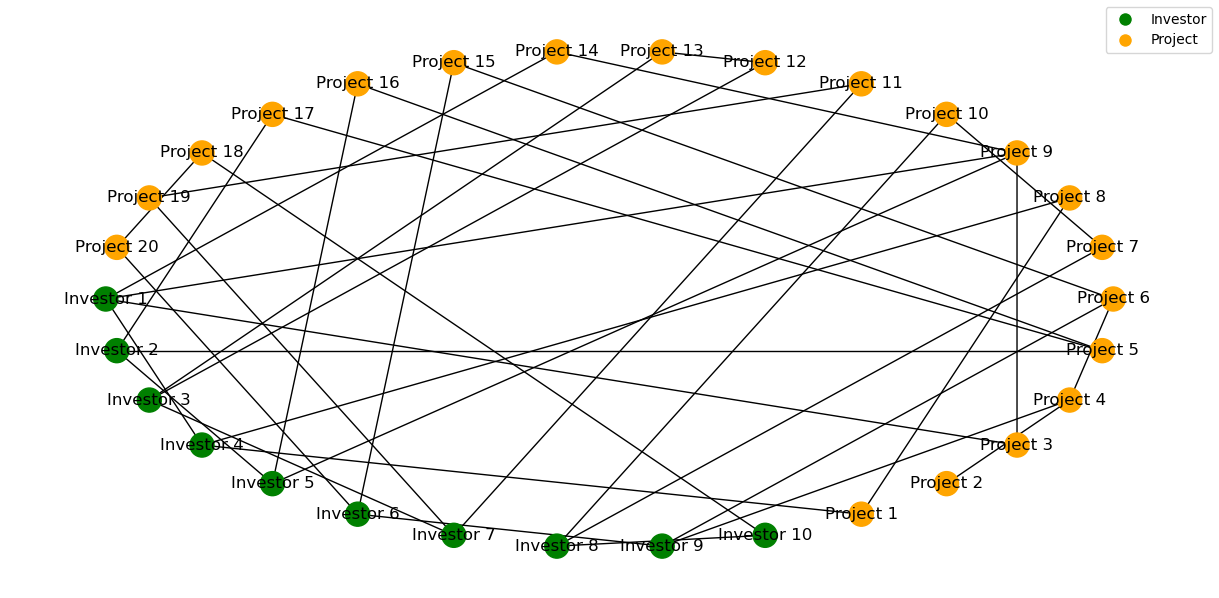 Investor
Project
Project 14
Project 13
Project 15
Project 12
Project 16
Project 11
Project 17
Project 10
Project 18
Project 9
Project 19
Project 8
Project 20
Project 7
Investor 1
Project 6
Investor 2
Project 5
Investor 3
Project 4
Investor 4
Project 3
Investor 5
Project 2
Investor 6
Project 1
Investor 7
Investor 10
Investor 8
Investor 9